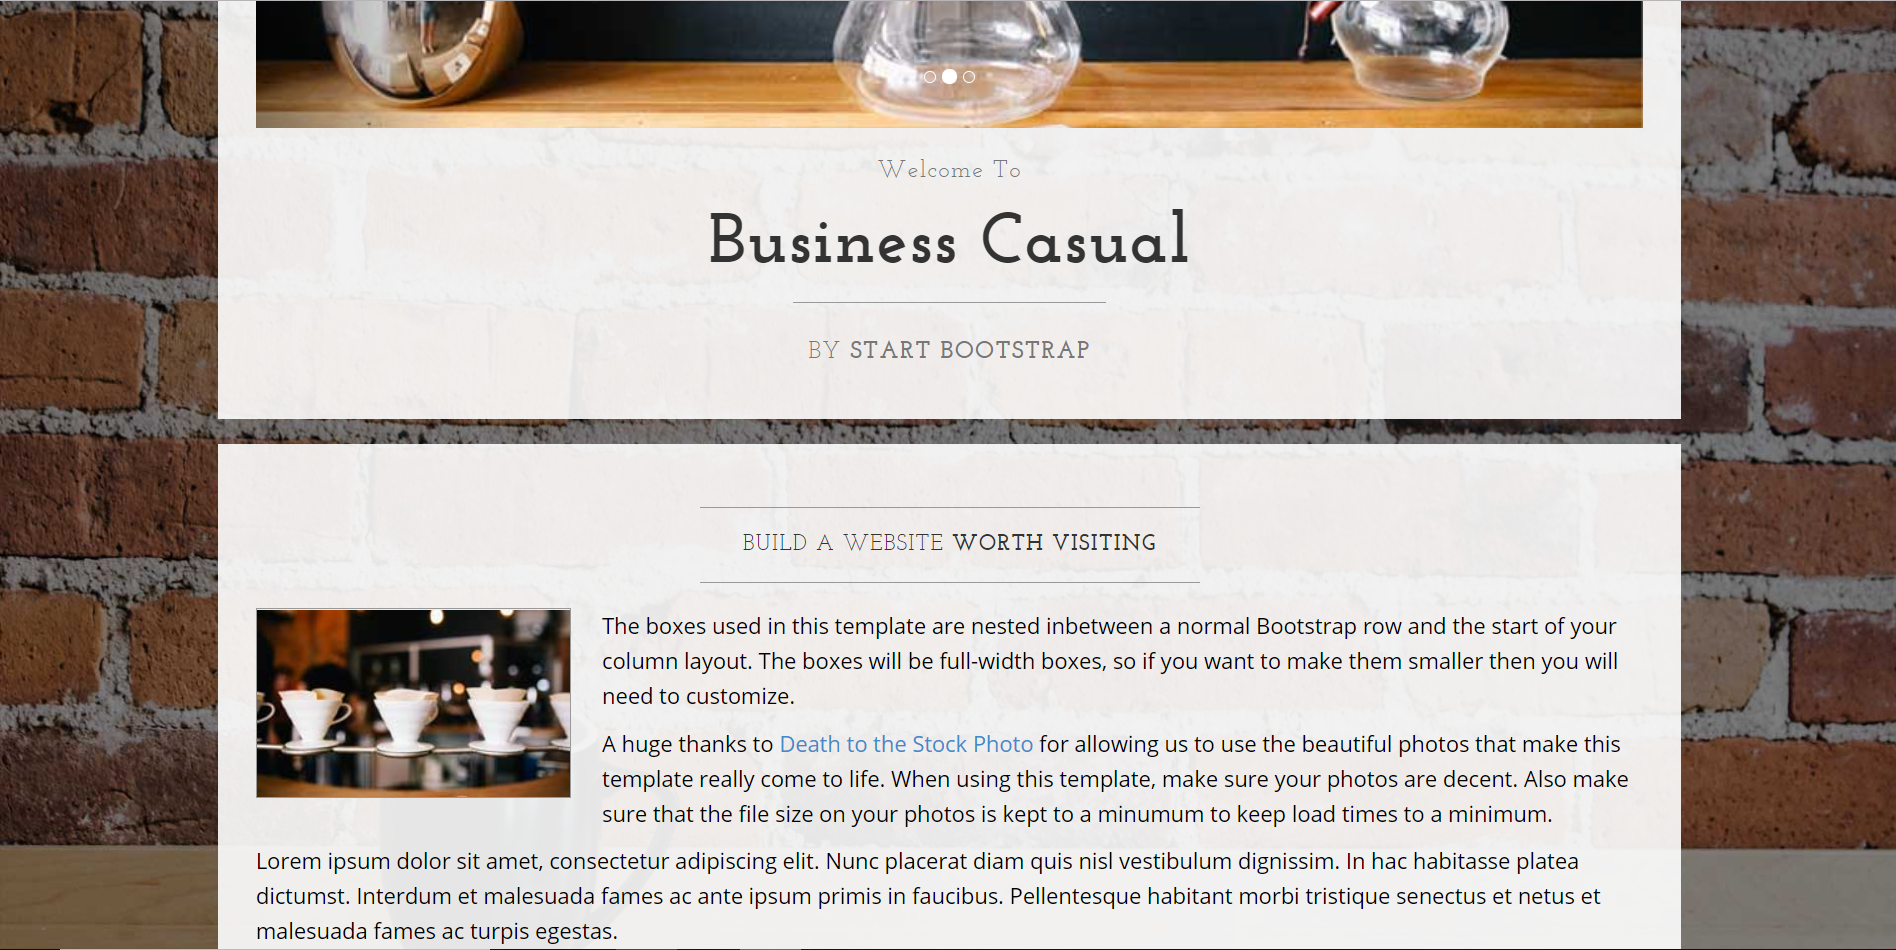 Welcome To
Business Casual
BY START BOOTSTRAP
BUILD A WEBSITE WORTH VISITING
The boxes used in this template are nested inbetween a normal Bootstrap row and the start of your
column layout. The boxes will be full-width boxes, so if you want to make them smaller then you will
need to customize.
A huge thanks to Death to the Stock Photo for allowing us to use the beautiful photos that make this
template really come to life. When using this template, make sure your photos are decent. Also make
sure that the file size on your photos is kept to a minumum to keep load times to a minimum.
Lorem ipsum dolor sit amet, consectetur adipiscing elit. Nunc placerat diam quis nisl vestibulum dignissim. In hac habitasse platea
dictumst. Interdum et malesuada fames ac ante ipsum primis in faucibus. Pellentesque habitant morbi tristique senectus et netus et
malesuada fames ac turpis egestas.